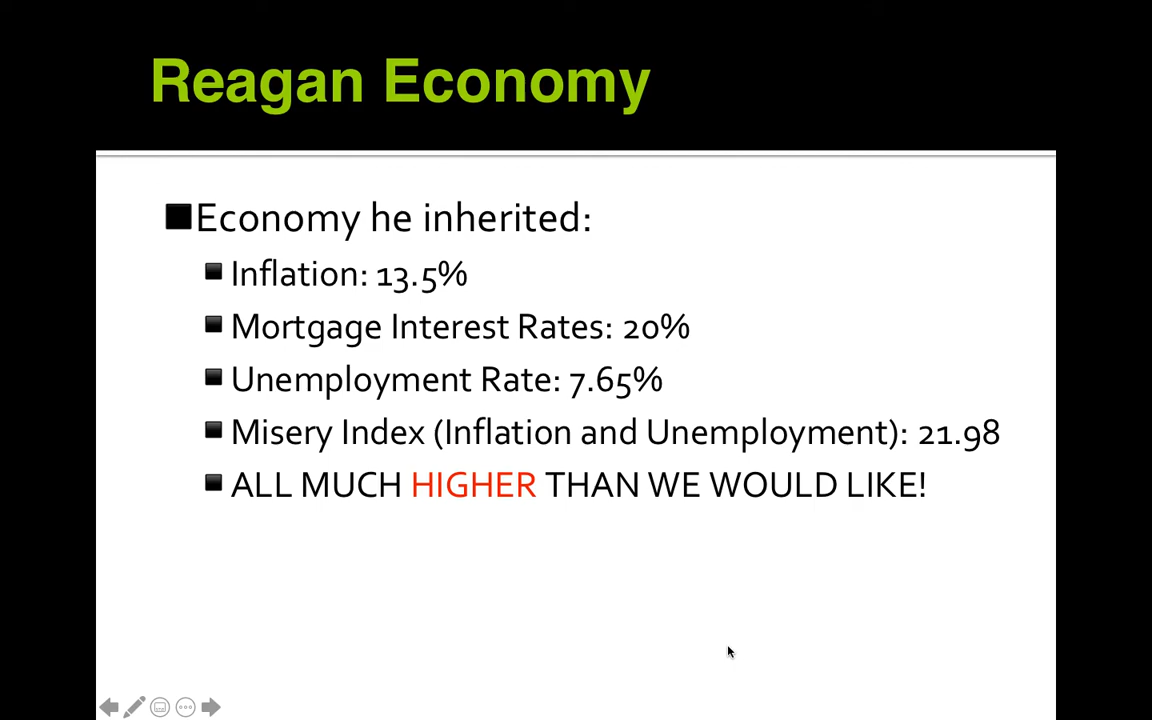 Reagan Economy
Economy he inherited:
Inflation: 13.5%
Mortgage Interest Rates: 20%
Unemployment Rate: 7.65%
Misery Index (Inflation and Unemployment): 21.98
ALL MUCH HIGHER THAN WE WOULD LIKE!